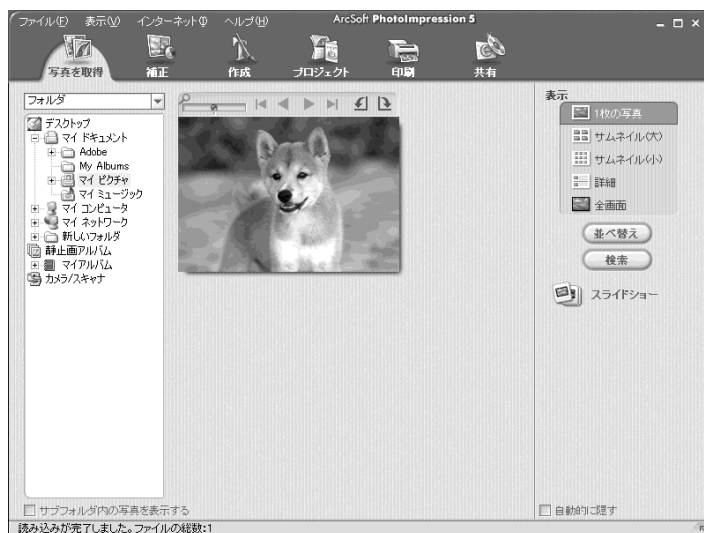 ファイル(F) 表示(V) インターネット(I) ヘルプ(H) ArcSoft PhotoImpression 5
写真を取得 補正 作成 プロジェクト 印刷 共有
フォルダ
デスクトップ
マイ ドキュメント
Adobe
My Albums
マイ ピクチャ
マイ ミュージック
マイ コンピュータ
マイ ネットワーク
新しいフォルダ
静止画アルバム
マイアルバム
カメラ/スキャナ
サブフォルダ内の写真を表示する
読み込みが完了しました。ファイルの総数:1
表示
1枚の写真
サムネイル(大)
サムネイル(小)
詳細
全画面
並べ替え
検索
スライドショー
自動的に隠す